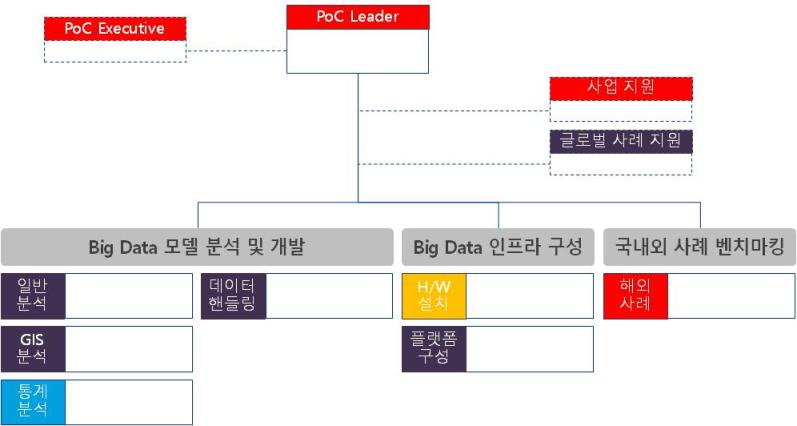 PoC Executive
PoC Leader
사업 지원
글로벌 사례 지원
Big Data 모델 분석 및 개발
Big Data 인프라 구성
국내외 사례 벤치마킹
일반
분석
데이터
핸들링
H/W
설치
해외
사례
GIS
분석
플랫폼
구성
통계
분석